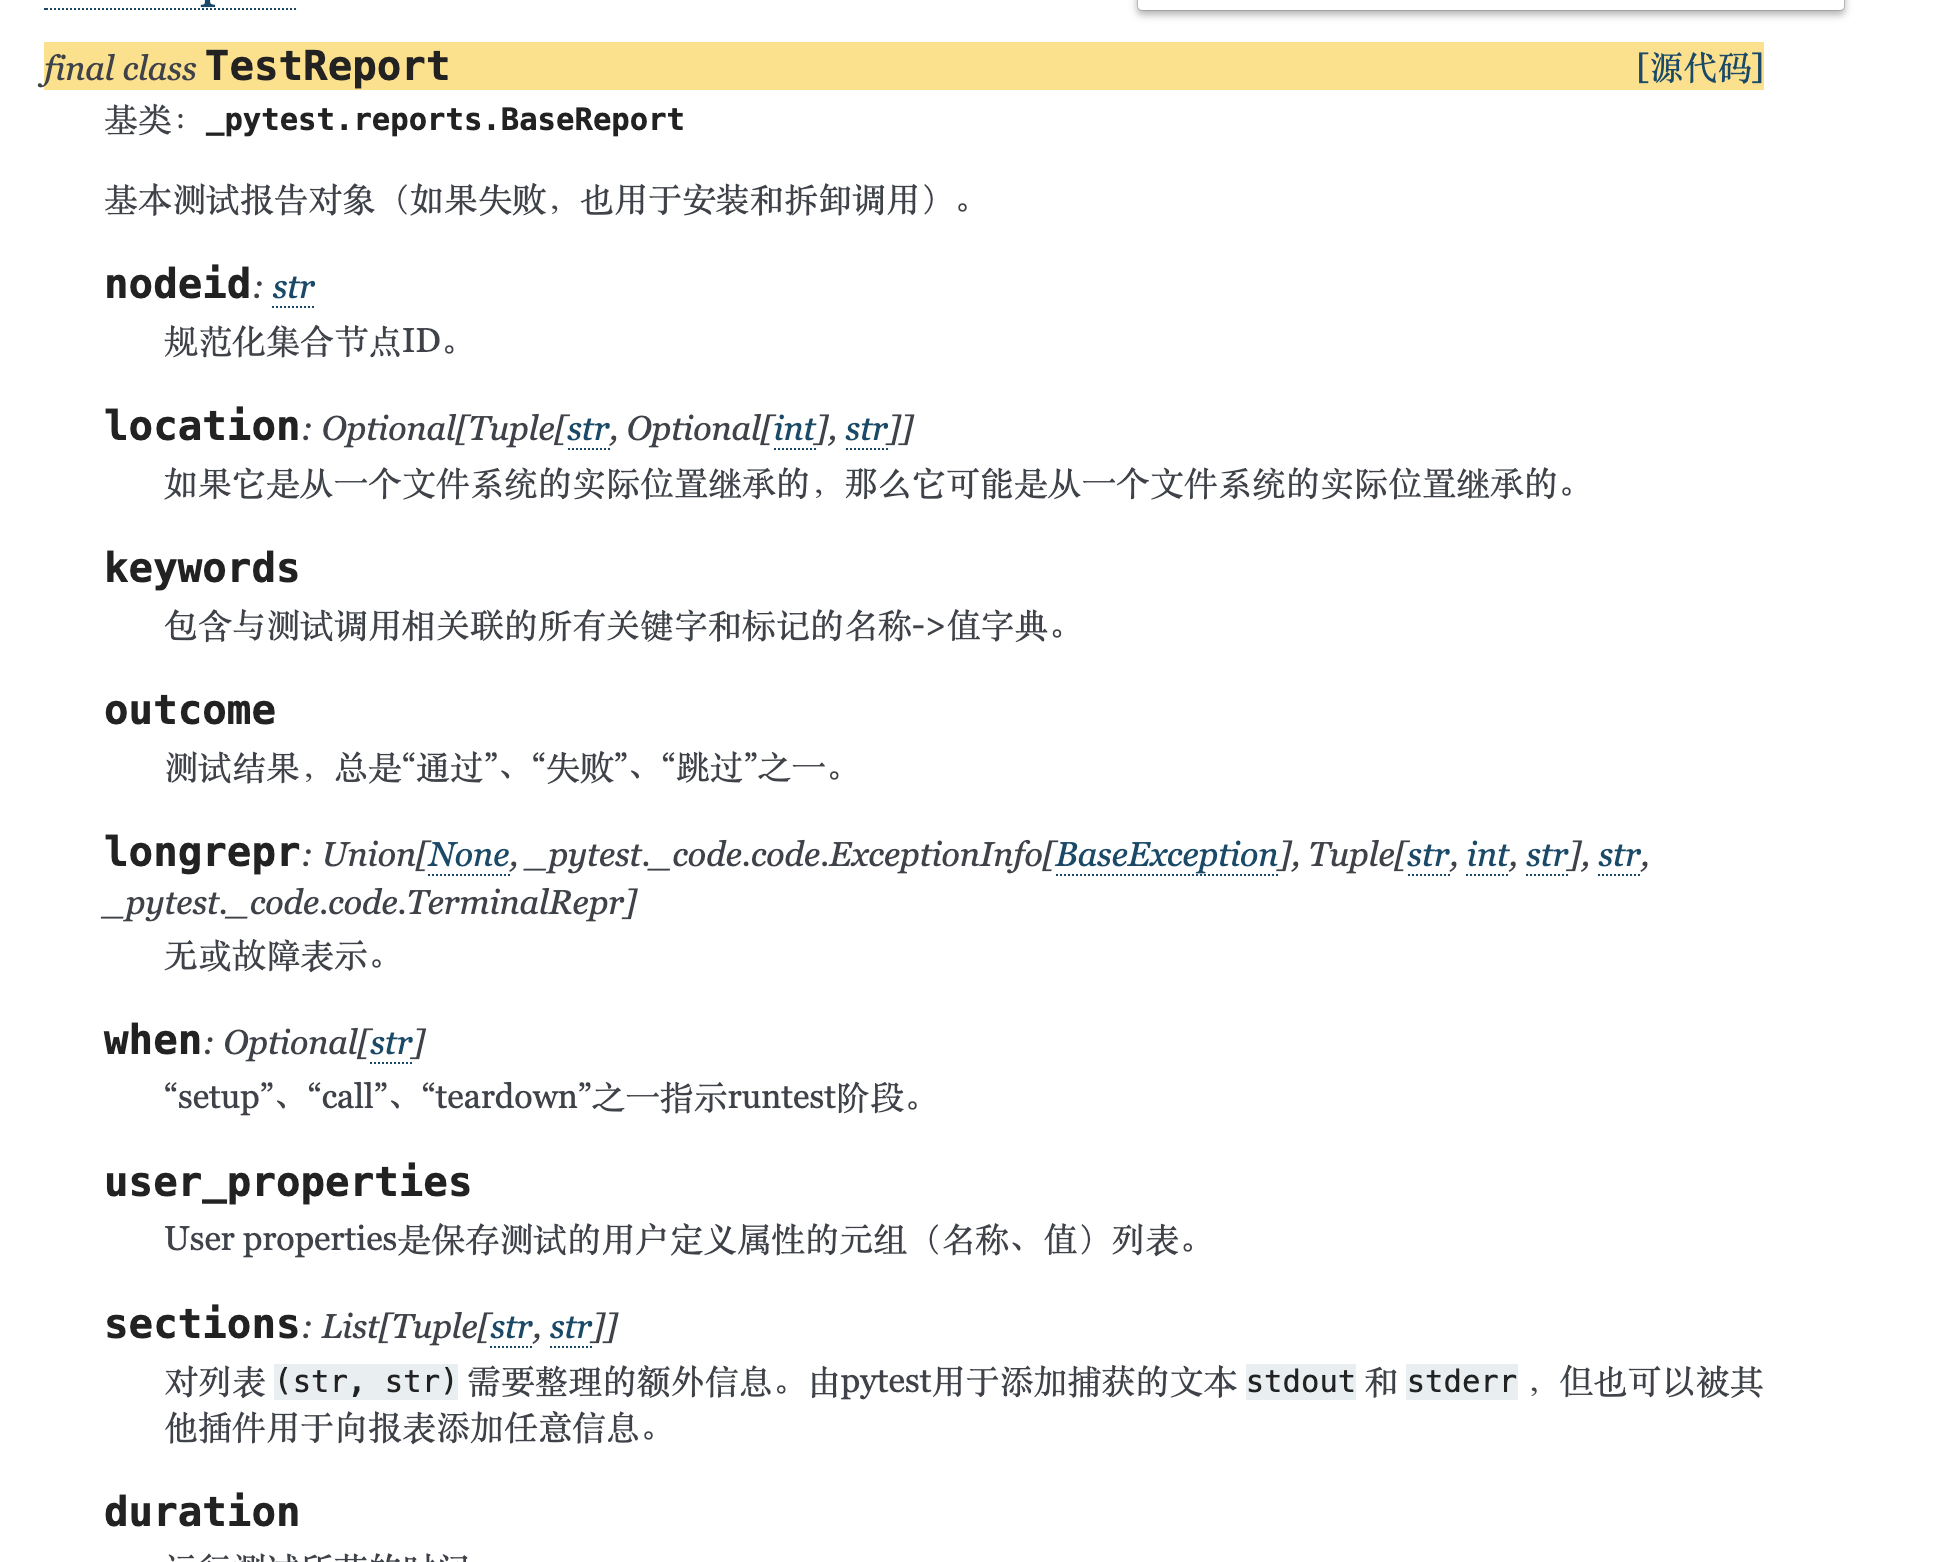 final class TestReport [源代码]
基类： _pytest.reports.BaseReport
基本测试报告对象（如果失败，也用于安装和拆卸调用）。
nodeid: str
规范化集合节点ID。
location: Optional[Tuple[str, Optional[int], str]]
如果它是从一个文件系统的实际位置继承的，那么它可能是从一个文件系统的实际位置继承的。
keywords
包含与测试调用相关联的所有关键字和标记的名称->值字典。
outcome
测试结果，总是“通过”、“失败”、“跳过”之一。
longrepr: Union[None, _pytest._code.code.ExceptionInfo[BaseException], Tuple[str, int, str], str,
_pytest._code.code.TerminalRepr]
无或故障表示。
when: Optional[str]
“setup”、“call”、“teardown”之一指示runtest阶段。
user_properties
User properties是保存测试的用户定义属性的元组（名称、值）列表。
sections: List[Tuple[str, str]]
对列表 (str, str) 需要整理的额外信息。由pytest用于添加捕获的文本 stdout 和 stderr ，但也可以被其
他插件用于向报表添加任意信息。
duration